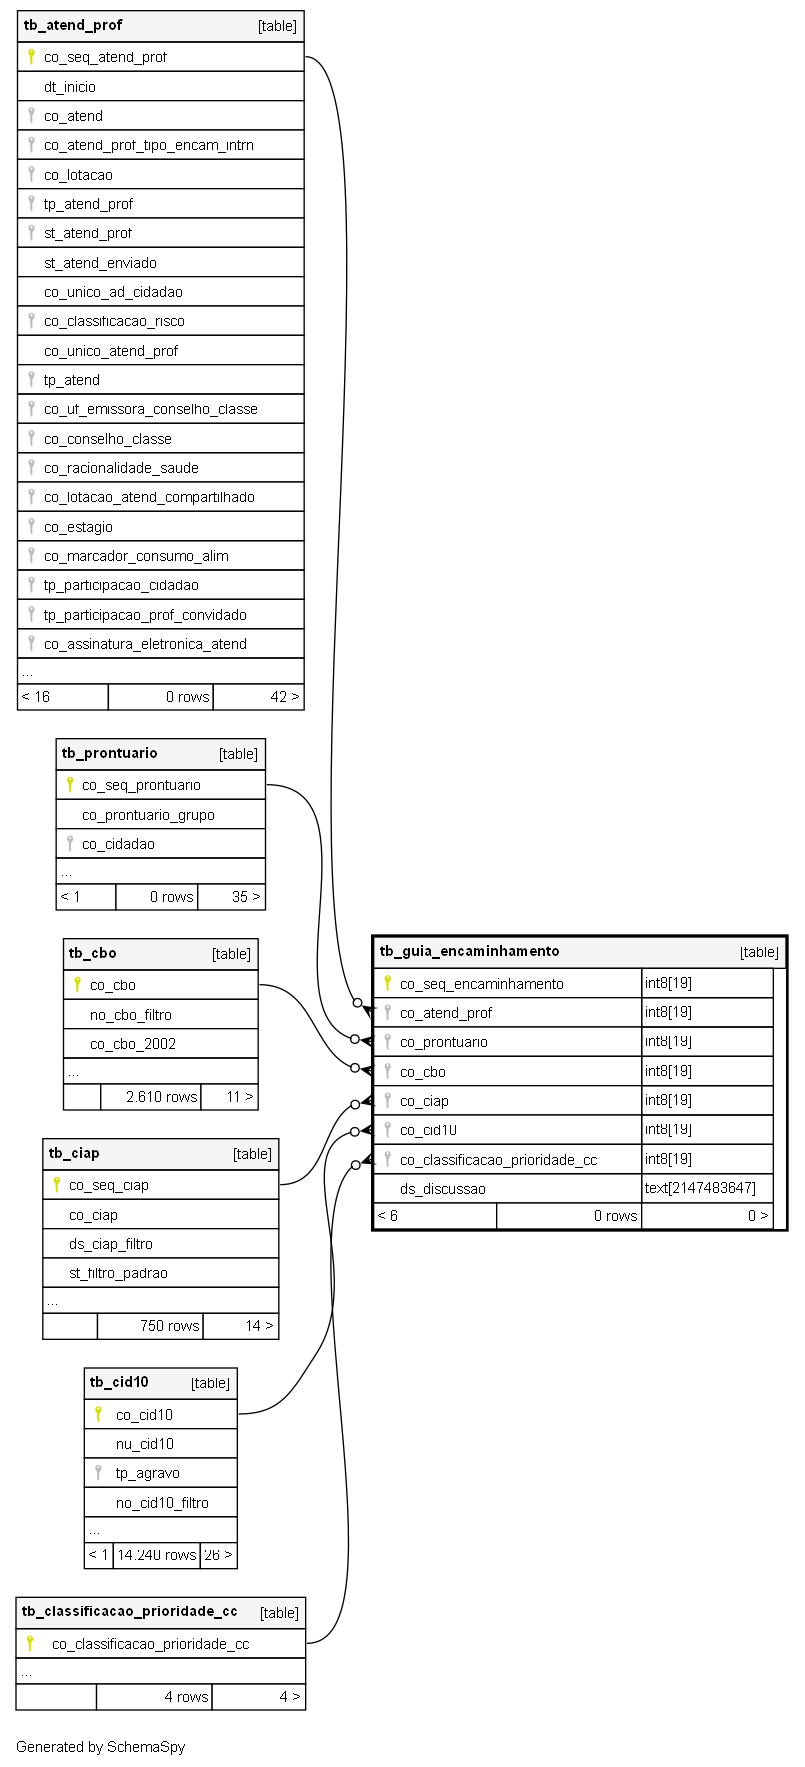 tb_atend_prof [table]
co_seq_atend_prof
dt_inicio
co_atend
co_atend_prof_tipo_encam_intrn
co_lotacao
tp_atend_prof
st_atend_prof
st_atend_enviado
co_unico_ad_cidadao
co_classificacao_risco
co_unico_atend_prof
tp_atend
co_uf_emissora_conselho_classe
co_conselho_classe
co_racionalidade_saude
co_lotacao_atend_compartilhado
co_estagio
co_marcador_consumo_alim
tp_participacao_cidadao
tp_participacao_prof_convidado
co_assinatura_eletronica_atend
...
< 16 0 rows 42 >
tb_prontuario [table]
co_seq_prontuario
co_prontuario_grupo
co_cidadao
...
< 1 0 rows 35 >
tb_cbo [table]
co_cbo
no_cbo_filtro
co_cbo_2002
...
2.610 rows 11 >
tb_ciap [table]
co_seq_ciap
co_ciap
ds_ciap_filtro
st_filtro_padrao
...
750 rows 14 >
tb_cid10 [table]
co_cid10
nu_cid10
tp_agravo
no_cid10_filtro
...
< 1 14.240 rows 26 >
tb_classificacao_prioridade_cc [table]
co_classificacao_prioridade_cc
...
4 rows 4 >
tb_guia_encaminhamento [table]
co_seq_encaminhamento int8[19]
co_atend_prof int8[19]
co_prontuario int8[19]
co_cbo int8[19]
co_ciap int8[19]
co_cid10 int8[19]
co_classificacao_prioridade_cc int8[19]
ds_discussao text[2147483647]
< 6 0 rows 0 >
Generated by SchemaSpy